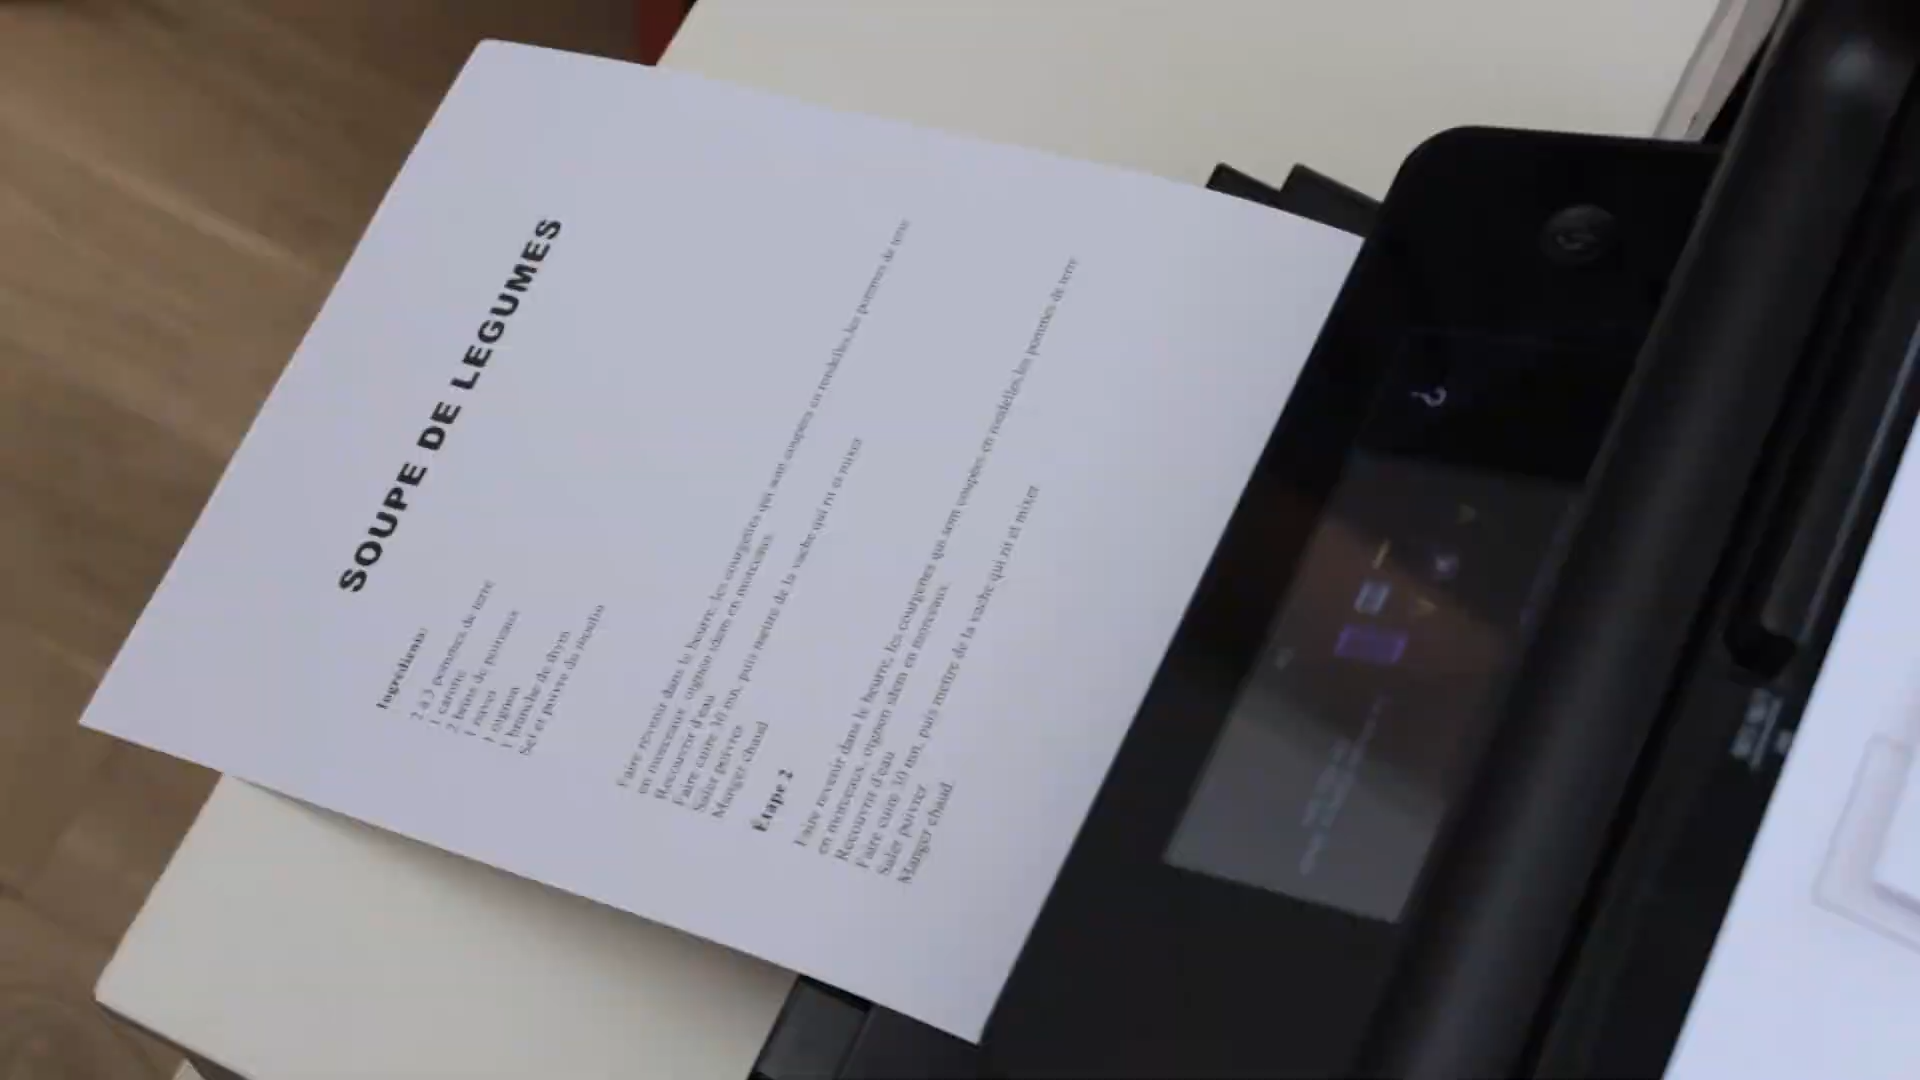 SOUPE DE LEGUMES
Ingrédients:
2 à 3 pommes de terre
1 carotte
2 brins de poireaux
1 navet
1 oignon
1 branche de thym
Sel et poivre du moulin
Faire revenir dans le beurre, les courgettes qui sont coupées en rondelles,les pommes de terre
en morceaux, oignon idem en morceaux.
Recouvrir d'eau
Faire cuire 30 mn, puis mettre de la vache qui rit et mixer
Saler poivrer
Manger chaud
Étape 2
Faire revenir dans le beurre, les courgettes qui sont coupées en rondelles,les pommes de terre
en morceaux, oignon idem en morceaux.
Recouvrir d'eau
Faire cuire 30 mn, puis mettre de la vache qui rit et mixer
Saler poivrer
Manger chaud.
?